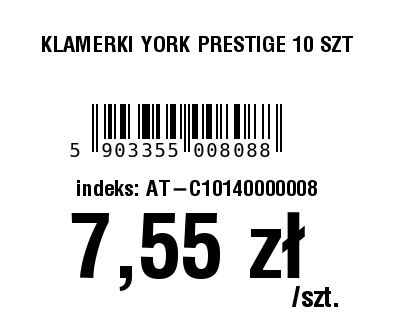 KLAMERKI YORK PRESTIGE 10 SZT
5 903355 008088
indeks: AT-C10140000008
7,55 zł
/szt.